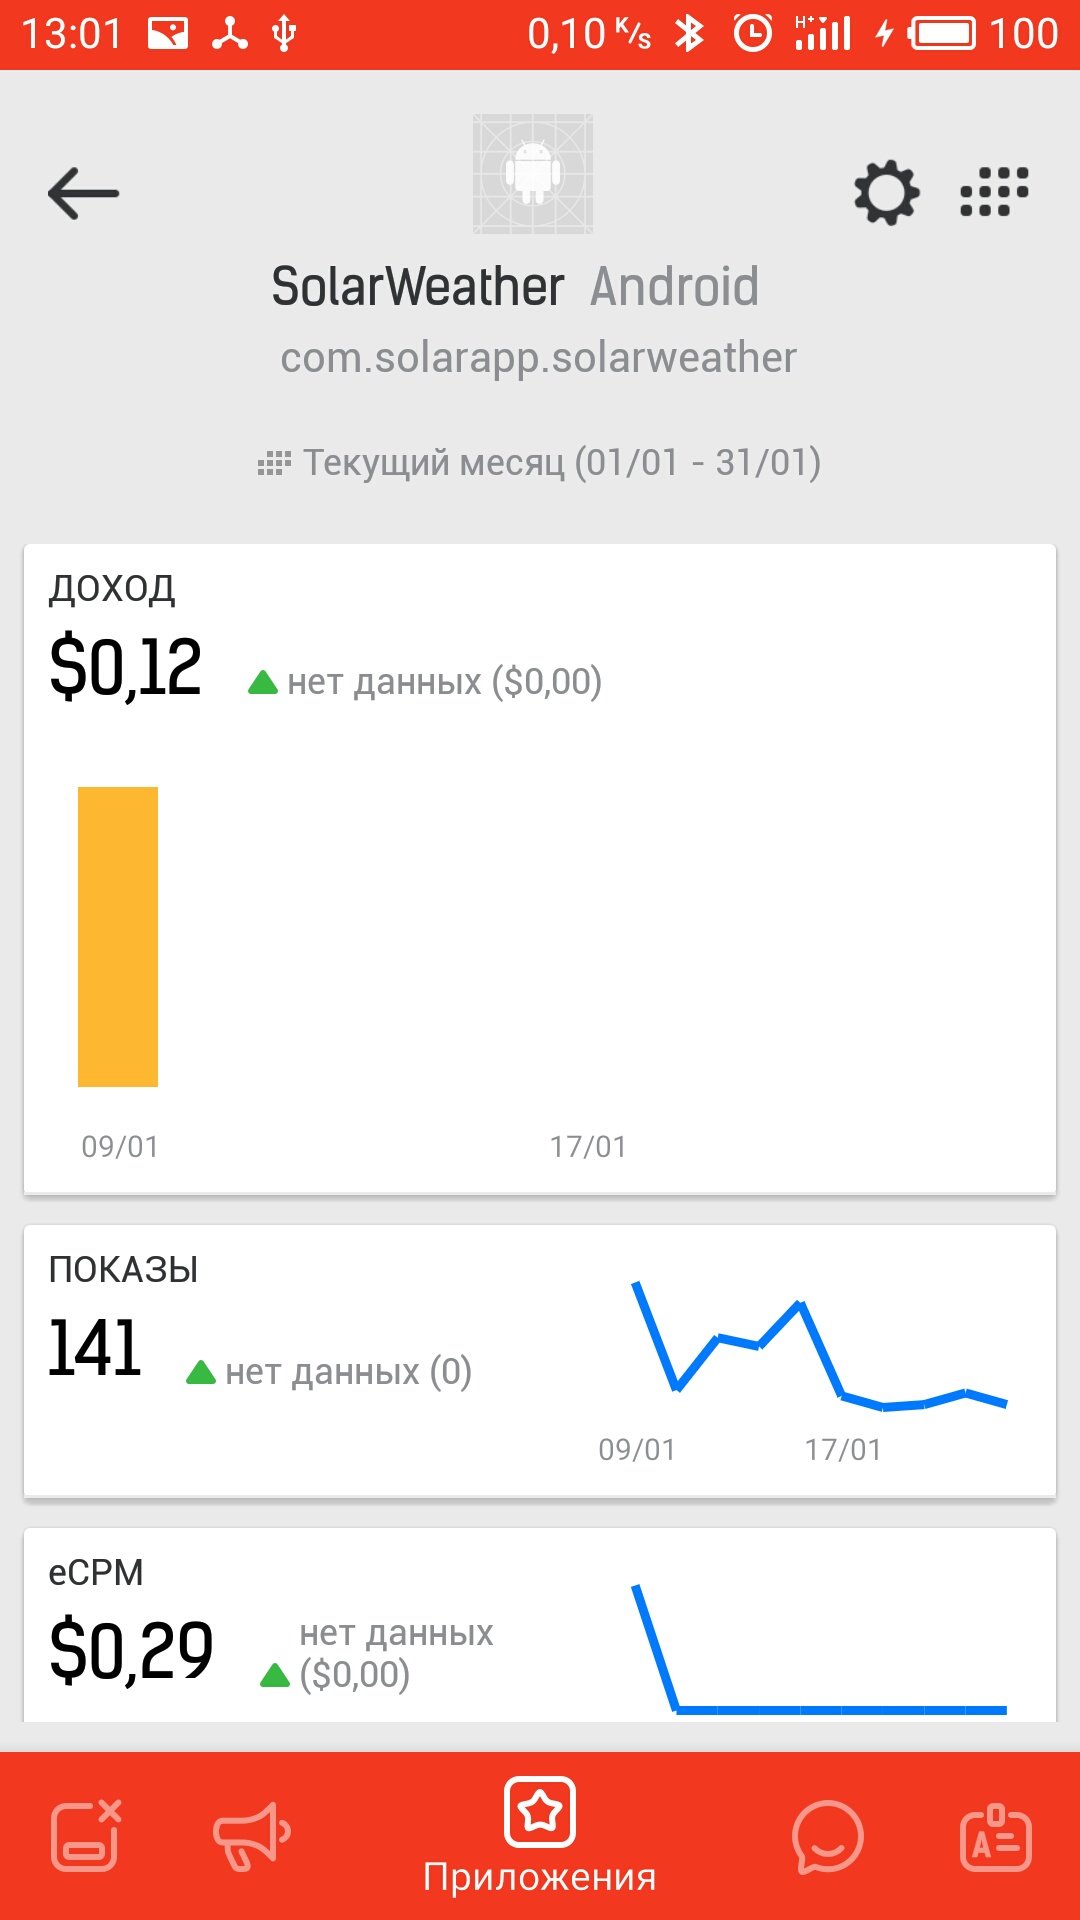 13:01 0,10 K/s H+ 100
SolarWeather Android
com.solarapp.solarweather
Текущий месяц (01/01 - 31/01)
ДОХОД
$0,12 нет данных ($0,00)
09/01 17/01
ПОКАЗЫ
141 нет данных (0)
09/01 17/01
eCPM
$0,29 нет данных
($0,00)
A
Приложения